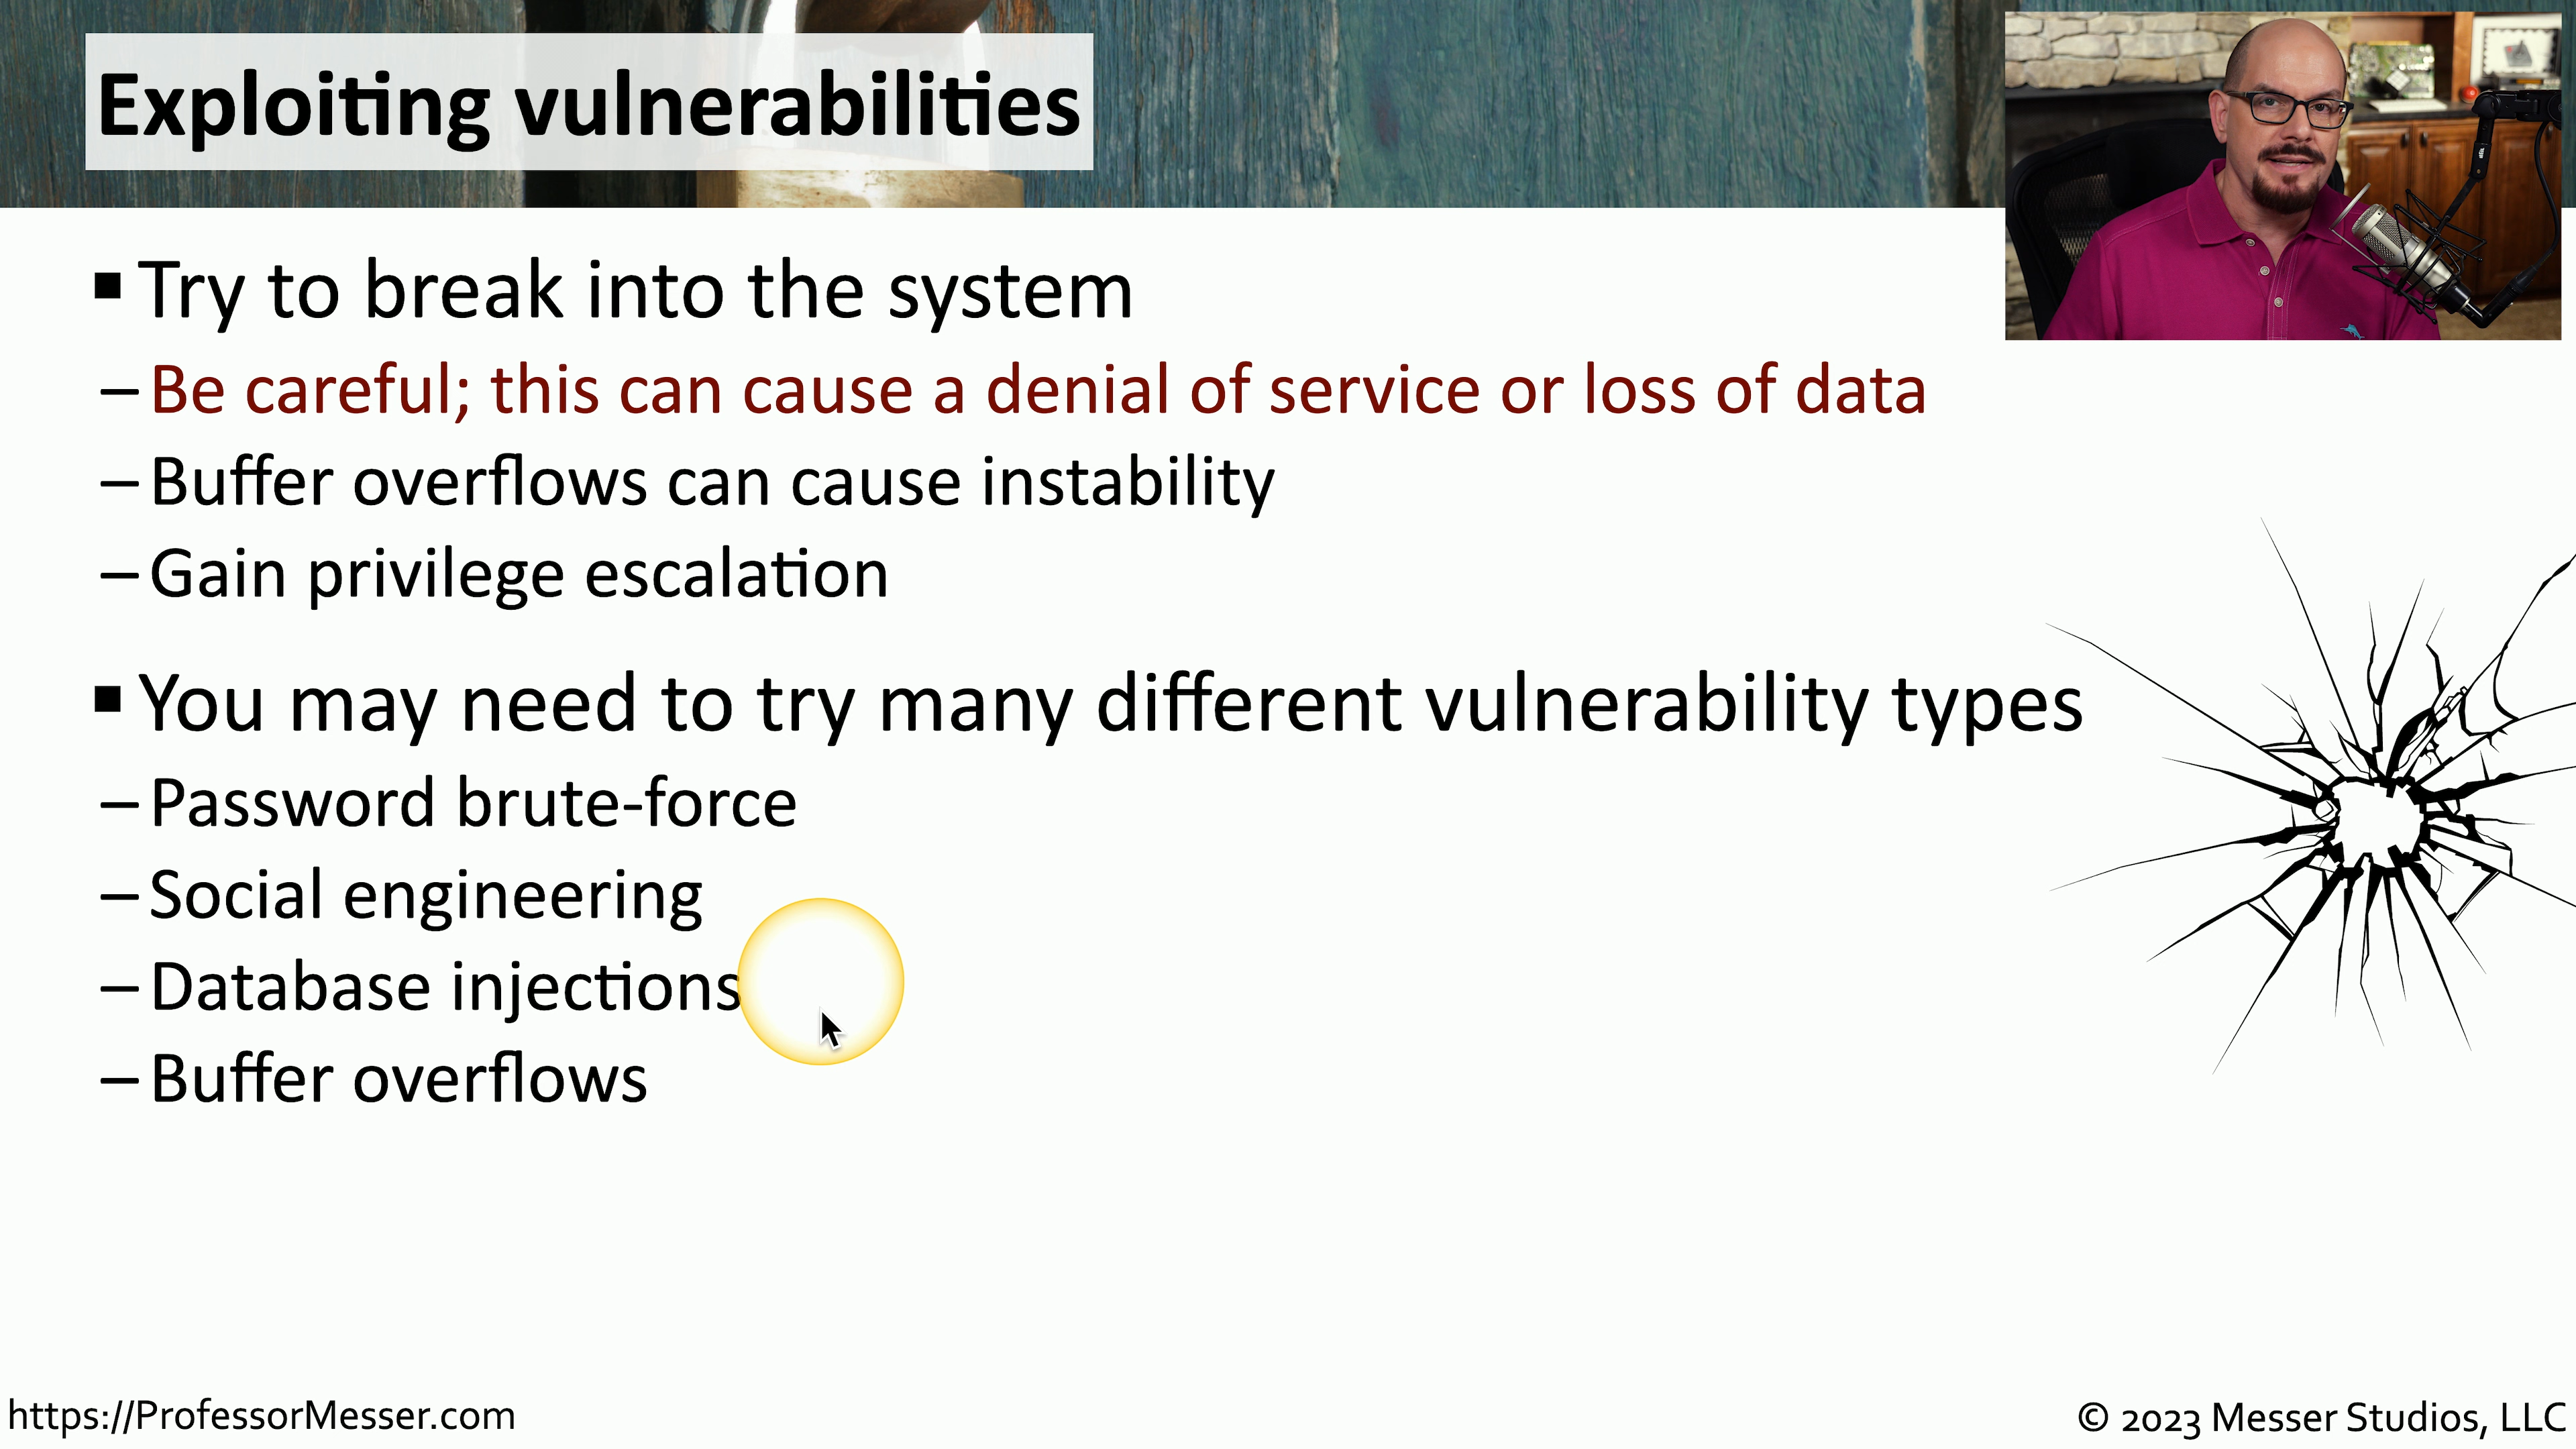 Exploiting vulnerabilities
▪ Try to break into the system
– Be careful; this can cause a denial of service or loss of data
– Buffer overflows can cause instability
– Gain privilege escalation
▪ You may need to try many different vulnerability types
– Password brute-force
– Social engineering
– Database injections
– Buffer overflows
https://ProfessorMesser.com
© 2023 Messer Studios, LLC